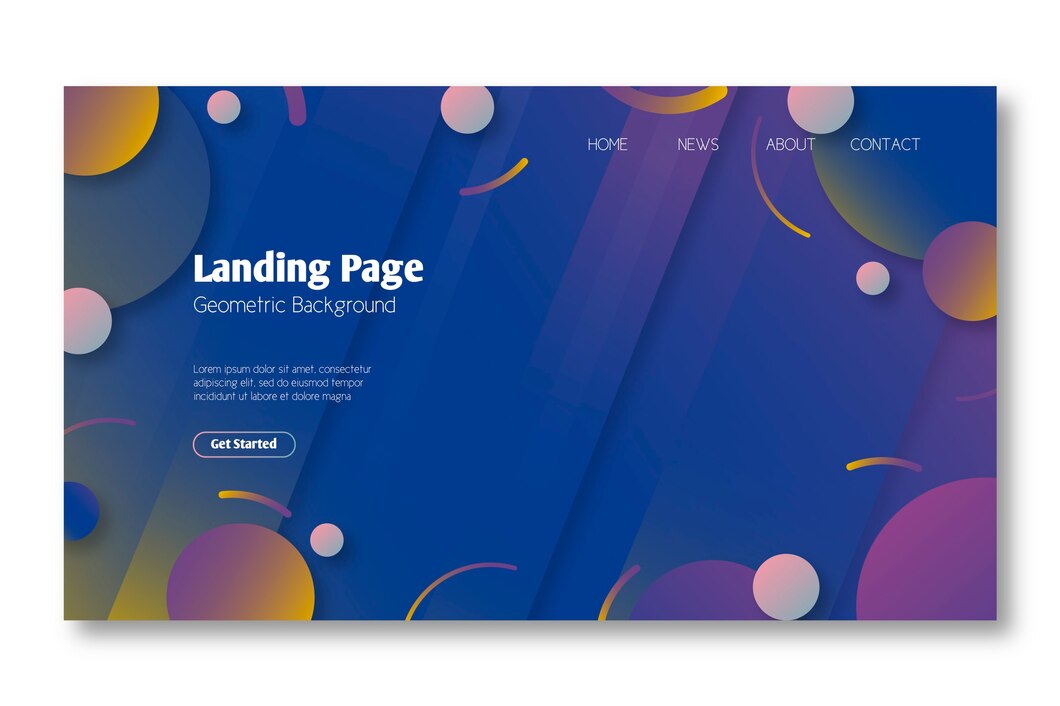 HOME NEWS ABOUT CONTACT
Landing Page
Geometric Background
Lorem ipsum dolor sit amet, consectetur
adipiscing elit, sed do eiusmod tempor
incididunt ut labore et dolore magna
Get Started